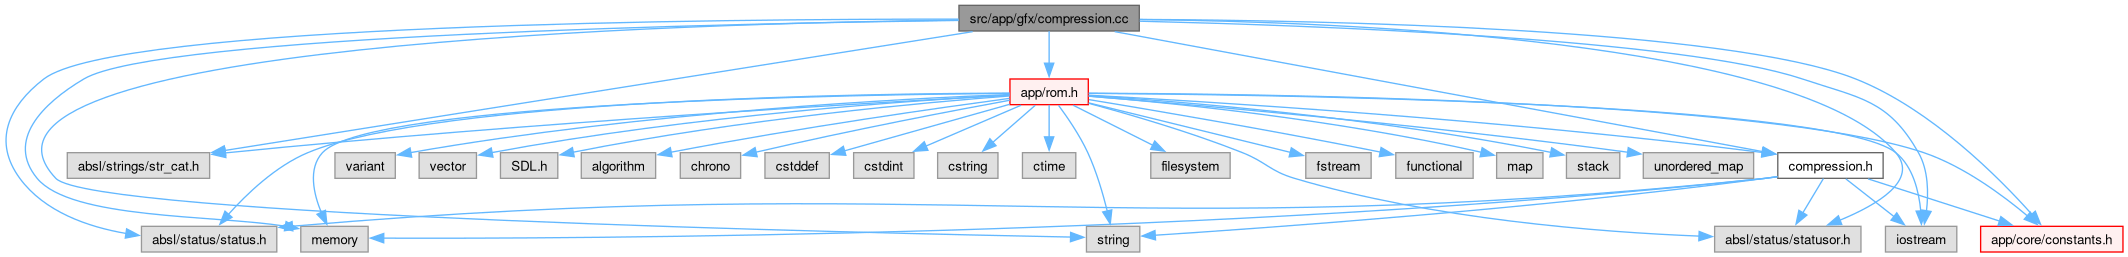 src/app/gfx/compression.cc
app/rom.h
absl/strings/str_cat.h
variant
vector
SDL.h
algorithm
chrono
cstddef
cstdint
cstring
ctime
filesystem
fstream
functional
map
stack
unordered_map
compression.h
absl/status/status.h
memory
string
absl/status/statusor.h
iostream
app/core/constants.h